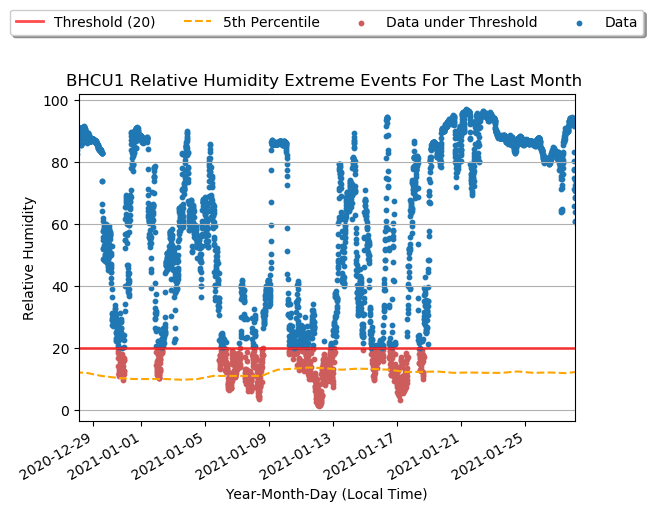 Threshold (20) 5th Percentile Data under Threshold Data
BHCU1 Relative Humidity Extreme Events For The Last Month
Relative Humidity
100
80
60
40
20
0
2020-12-29 2021-01-01 2021-01-05 2021-01-09 2021-01-13 2021-01-17 2021-01-21 2021-01-25
Year-Month-Day (Local Time)